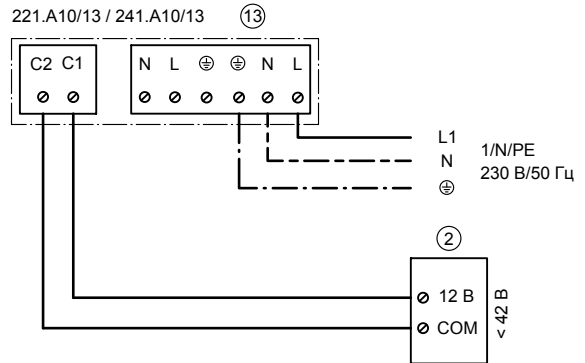 221.A10/13 / 241.A10/13 13
C2 C1 N L ⏚ ⏚ N L
L1
N
⏚
1/N/PE
230 В/50 Гц
2
12 В
COM
< 42 В